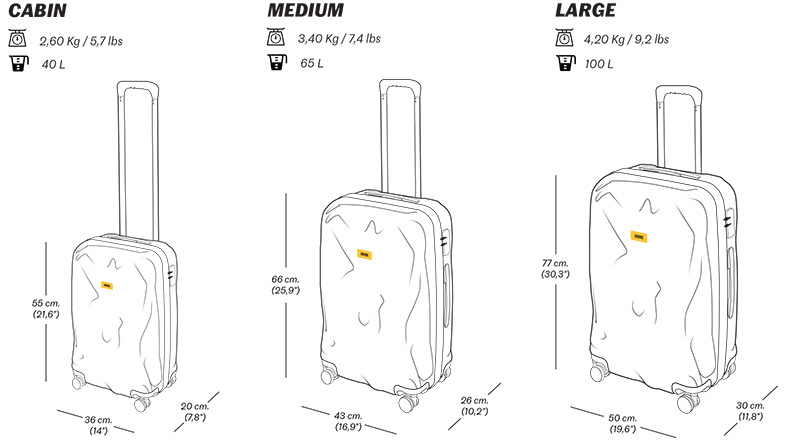 CABIN
2,60 Kg / 5,7 lbs
40 L
55 cm.
(21,6")
36 cm.
(14")
20 cm.
(7,8")
MEDIUM
3,40 Kg / 7,4 lbs
65 L
66 cm.
(25,9")
43 cm.
(16,9")
26 cm.
(10,2")
LARGE
4,20 Kg / 9,2 lbs
100 L
77 cm.
(30,3")
50 cm.
(19,6")
30 cm.
(11,8")